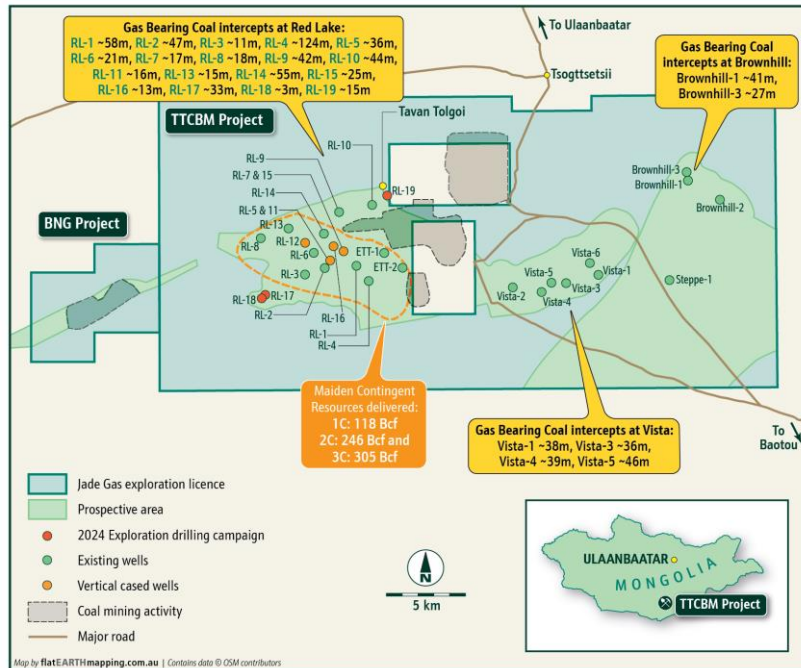 Gas Bearing Coal intercepts at Red Lake:
RL-1 ~58m, RL-2 ~47m, RL-3 ~11m, RL-4 ~124m, RL-5 ~36m,
RL-6 ~21m, RL-7 ~17m, RL-8 ~18m, RL-9 ~42m, RL-10 ~44m,
RL-11 ~16m, RL-13 ~15m, RL-14 ~55m, RL-15 ~25m,
RL-16 ~13m, RL-17 ~33m, RL-18 ~3m, RL-19 ~15m
To Ulaanbaatar
Tsogttsetsii
Gas Bearing Coal
intercepts at Brownhill:
Brownhill-1 ~41m,
Brownhill-3 ~27m
TTCBM Project
Tavan Tolgoi
RL-10
RL-9
RL-7 & 15
RL-14
RL-5 & 11
RL-19
RL-13
RL-8
RL-12
RL-6
RL-3
ETT-1
ETT-2
RL-18
RL-17
RL-2
RL-16
RL-1
RL-4
BNG Project
Brownhill-3
Brownhill-1
Brownhill-2
Vista-6
Vista-5
Vista-1
Vista-2
Vista-3
Vista-4
Steppe-1
Maiden Contingent
Resources delivered:
1C: 118 Bcf
2C: 246 Bcf and
3C: 305 Bcf
Gas Bearing Coal intercepts at Vista:
Vista-1 ~38m, Vista-3 ~36m,
Vista-4 ~39m, Vista-5 ~46m
To
Baotou
Jade Gas exploration licence
Prospective area
2024 Exploration drilling campaign
Existing wells
Vertical cased wells
Coal mining activity
Major road
N
5 km
ULAANBAATAR
MONGOLIA
TTCBM Project
Map by flatEARTHmapping.com.au | Contains data © OSM contributors